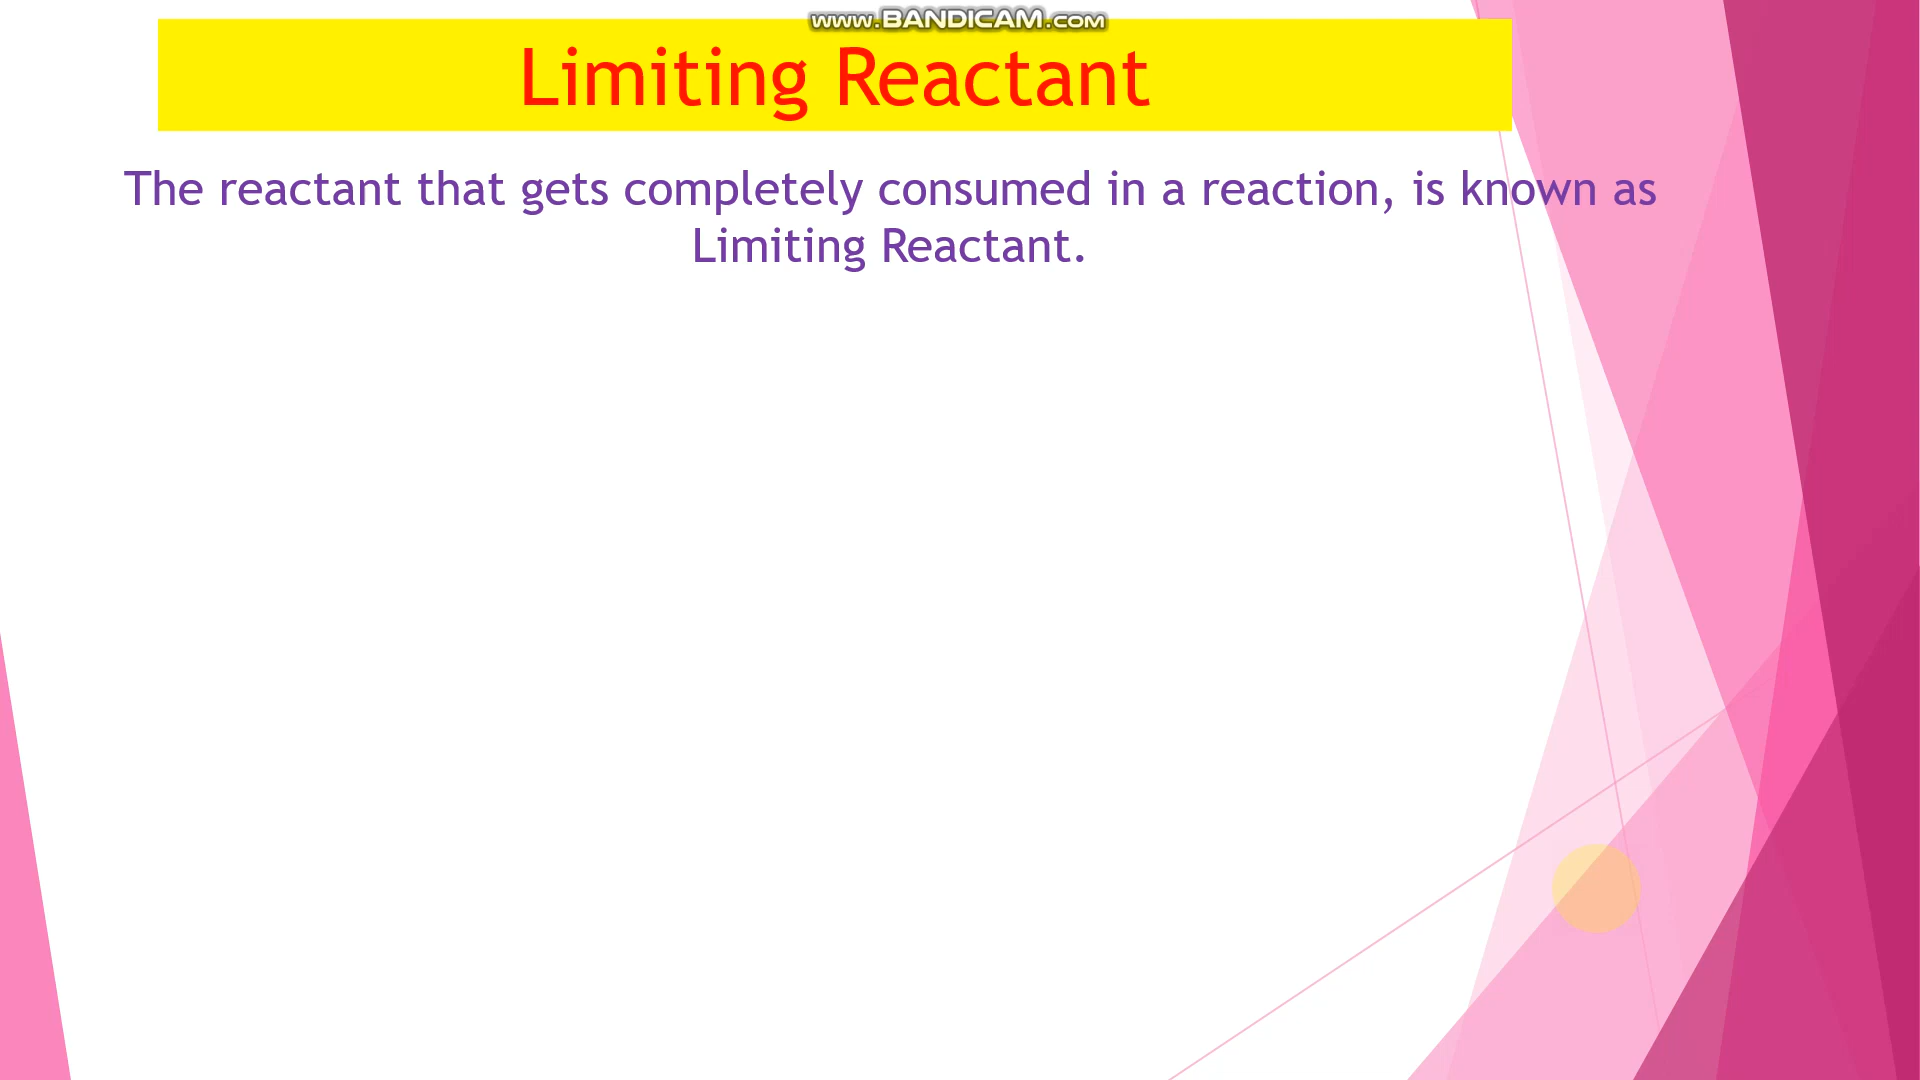 www.BANDICAM.com
Limiting Reactant
The reactant that gets completely consumed in a reaction, is known as
Limiting Reactant.